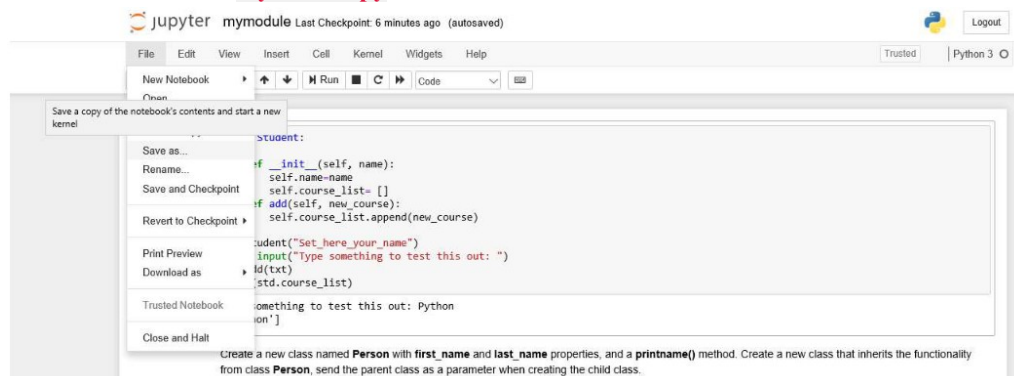 jupyter mymodule Last Checkpoint: 6 minutes ago (autosaved)
Logout
File Edit View Insert Cell Kernel Widgets Help
Trusted
Python 3
New Notebook
Run
Code
Open
Save a copy of the notebook's contents and start a new
kernel
Save as...
Rename...
Save and Checkpoint
Revert to Checkpoint
Print Preview
Download as
Trusted Notebook
Close and Halt
Student:
__init__(self, name):
self.name=name
self.course_list= []
add(self, new_course):
self.course_list.append(new_course)
("Set_here_your_name")
input("Type something to test this out: ")
(txt)
std.course_list)
to test this out: Python
Create a new class named Person with first_name and last_name properties, and a printname() method. Create a new class that inherits the functionality
from class Person, send the parent class as a parameter when creating the child class.